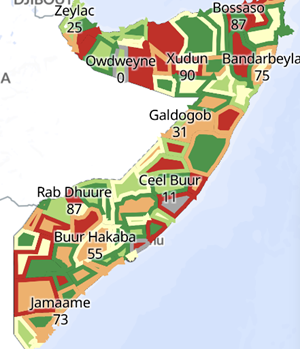 Zeylac
25
Bossaso
87
Owdweyne
0
Xudun
90
Bandarbeyla
75
Galdogob
31
Ceel Buur
11
Rab Dhuure
87
Buur Hakaba
55
Jamaame
73
A